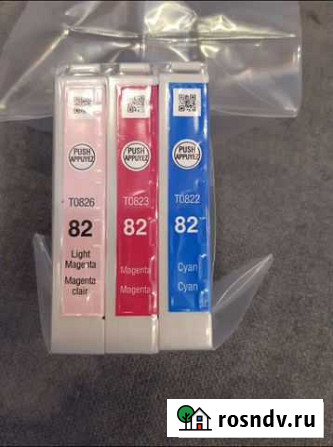 PUSH
APPUYEZ
T0826
82
Light
Magenta
Magenta
clair
PUSH
APPUYEZ
T0823
82
Magenta
Magenta
PUSH
APPUYEZ
T0822
82
Cyan
Cyan
rosndv.ru